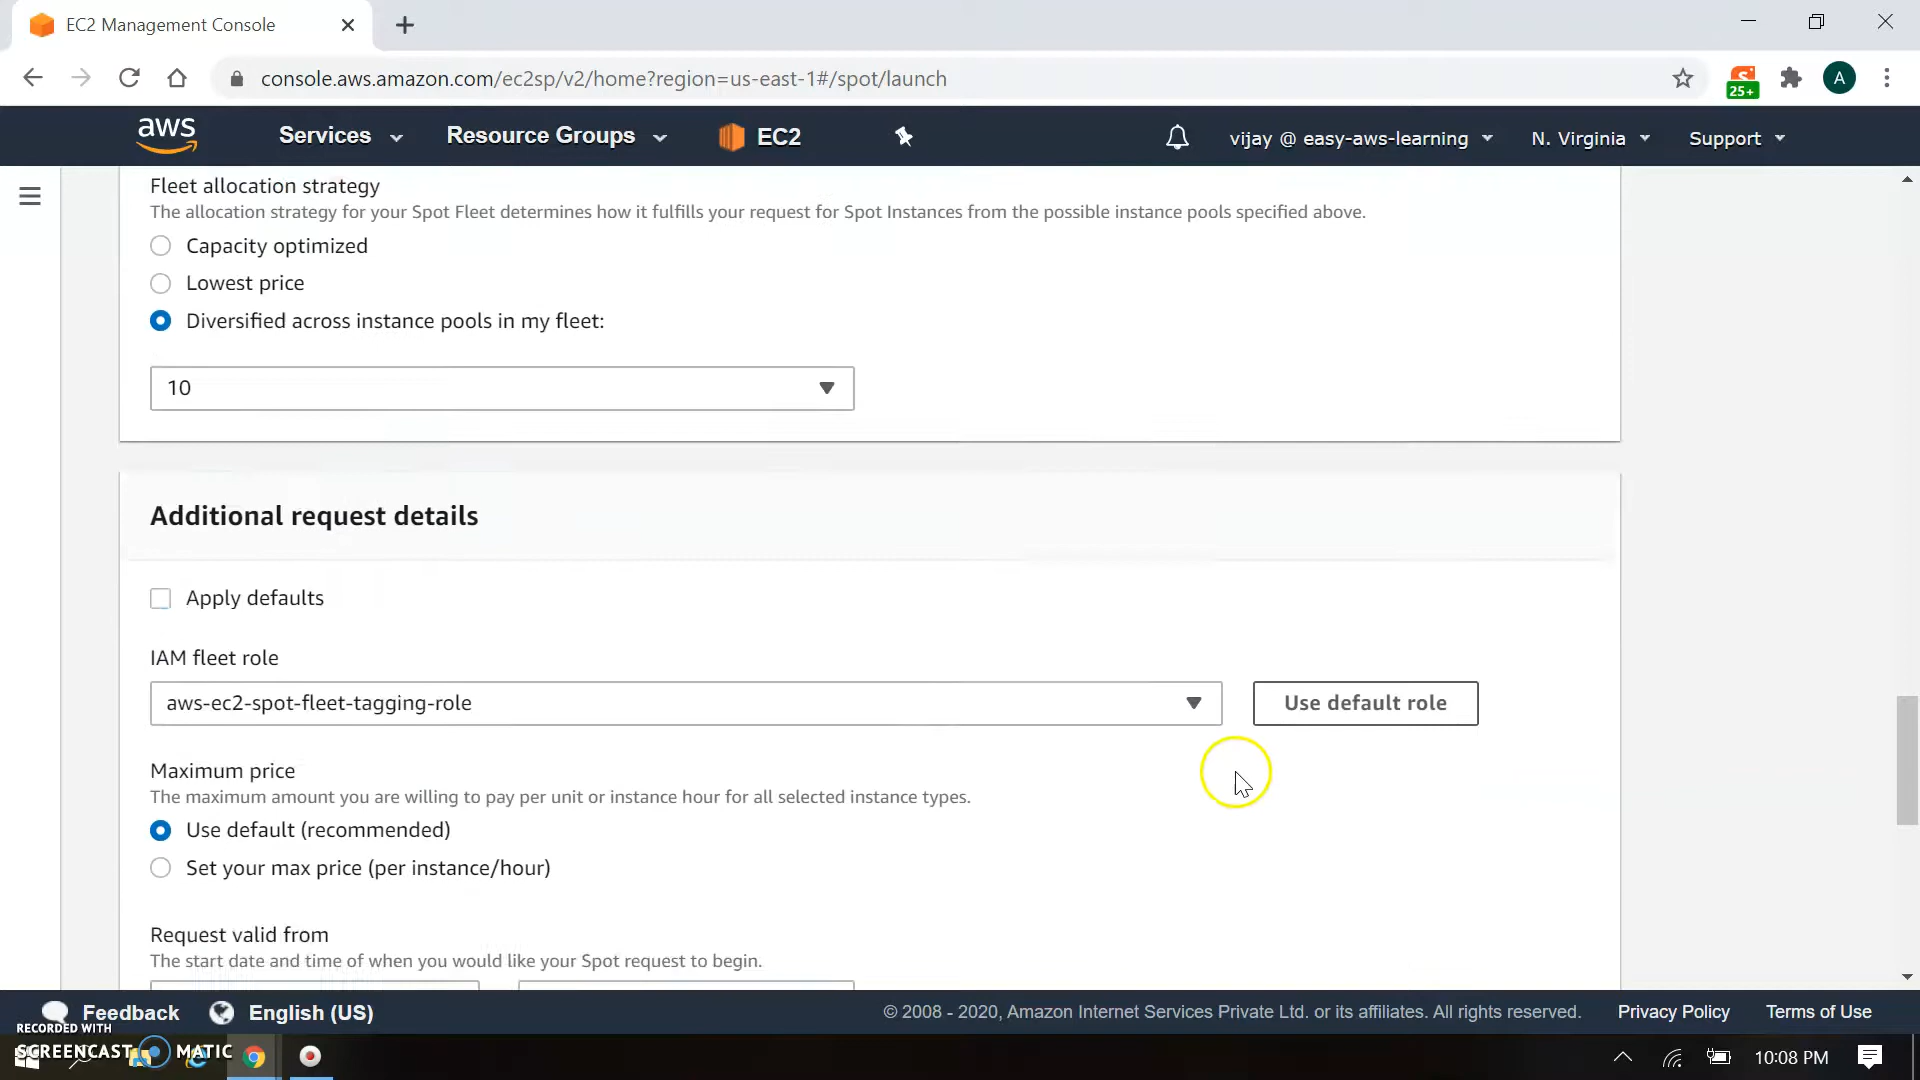 EC2 Management Console
console.aws.amazon.com/ec2sp/v2/home?region=us-east-1#/spot/launch
25+
A
aws
Services
Resource Groups
EC2
vijay @ easy-aws-learning
N. Virginia
Support
Fleet allocation strategy
The allocation strategy for your Spot Fleet determines how it fulfills your request for Spot Instances from the possible instance pools specified above.
Capacity optimized
Lowest price
Diversified across instance pools in my fleet:
10
Additional request details
Apply defaults
IAM fleet role
aws-ec2-spot-fleet-tagging-role
Use default role
Maximum price
The maximum amount you are willing to pay per unit or instance hour for all selected instance types.
Use default (recommended)
Set your max price (per instance/hour)
Request valid from
The start date and time of when you would like your Spot request to begin.
Feedback
English (US)
© 2008 - 2020, Amazon Internet Services Private Ltd. or its affiliates. All rights reserved.
Privacy Policy
Terms of Use
RECORDED WITH
SCREENCAST MATIC
10:08 PM